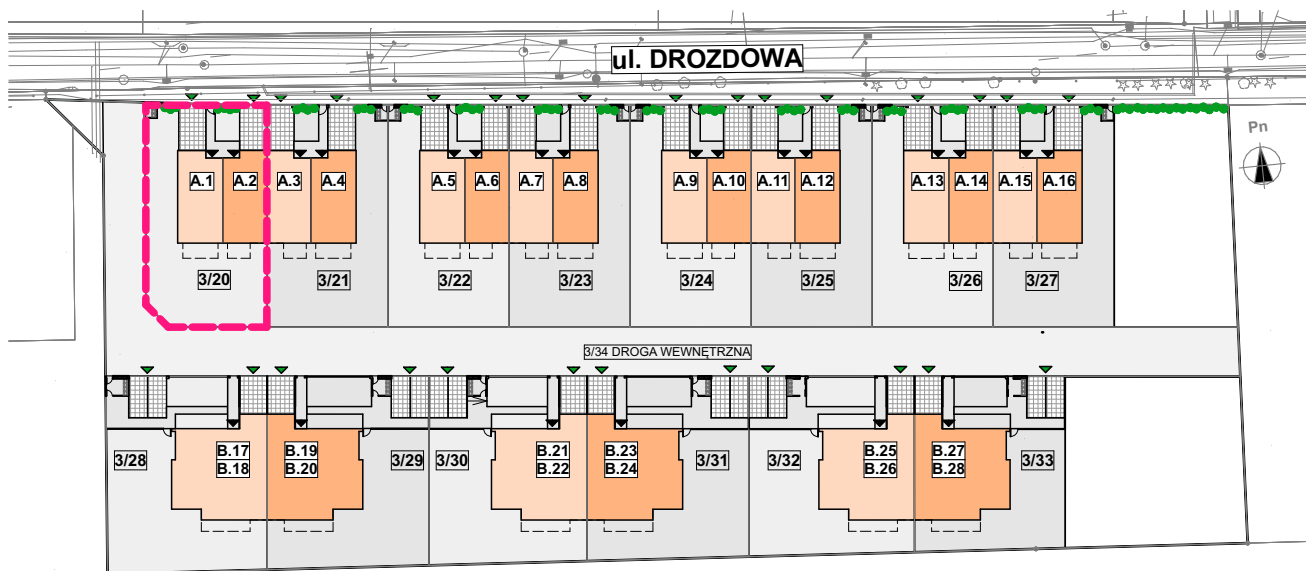 ul. DROZDOWA
Pn
A.1 A.2 A.3 A.4 A.5 A.6 A.7 A.8 A.9 A.10 A.11 A.12 A.13 A.14 A.15 A.16
3/20 3/21 3/22 3/23 3/24 3/25 3/26 3/27
3/34 DROGA WEWNĘTRZNA
B.17 B.19 B.21 B.23 B.25 B.27
3/28 B.18 B.20 3/29 3/30 B.22 B.24 3/31 3/32 B.26 B.28 3/33